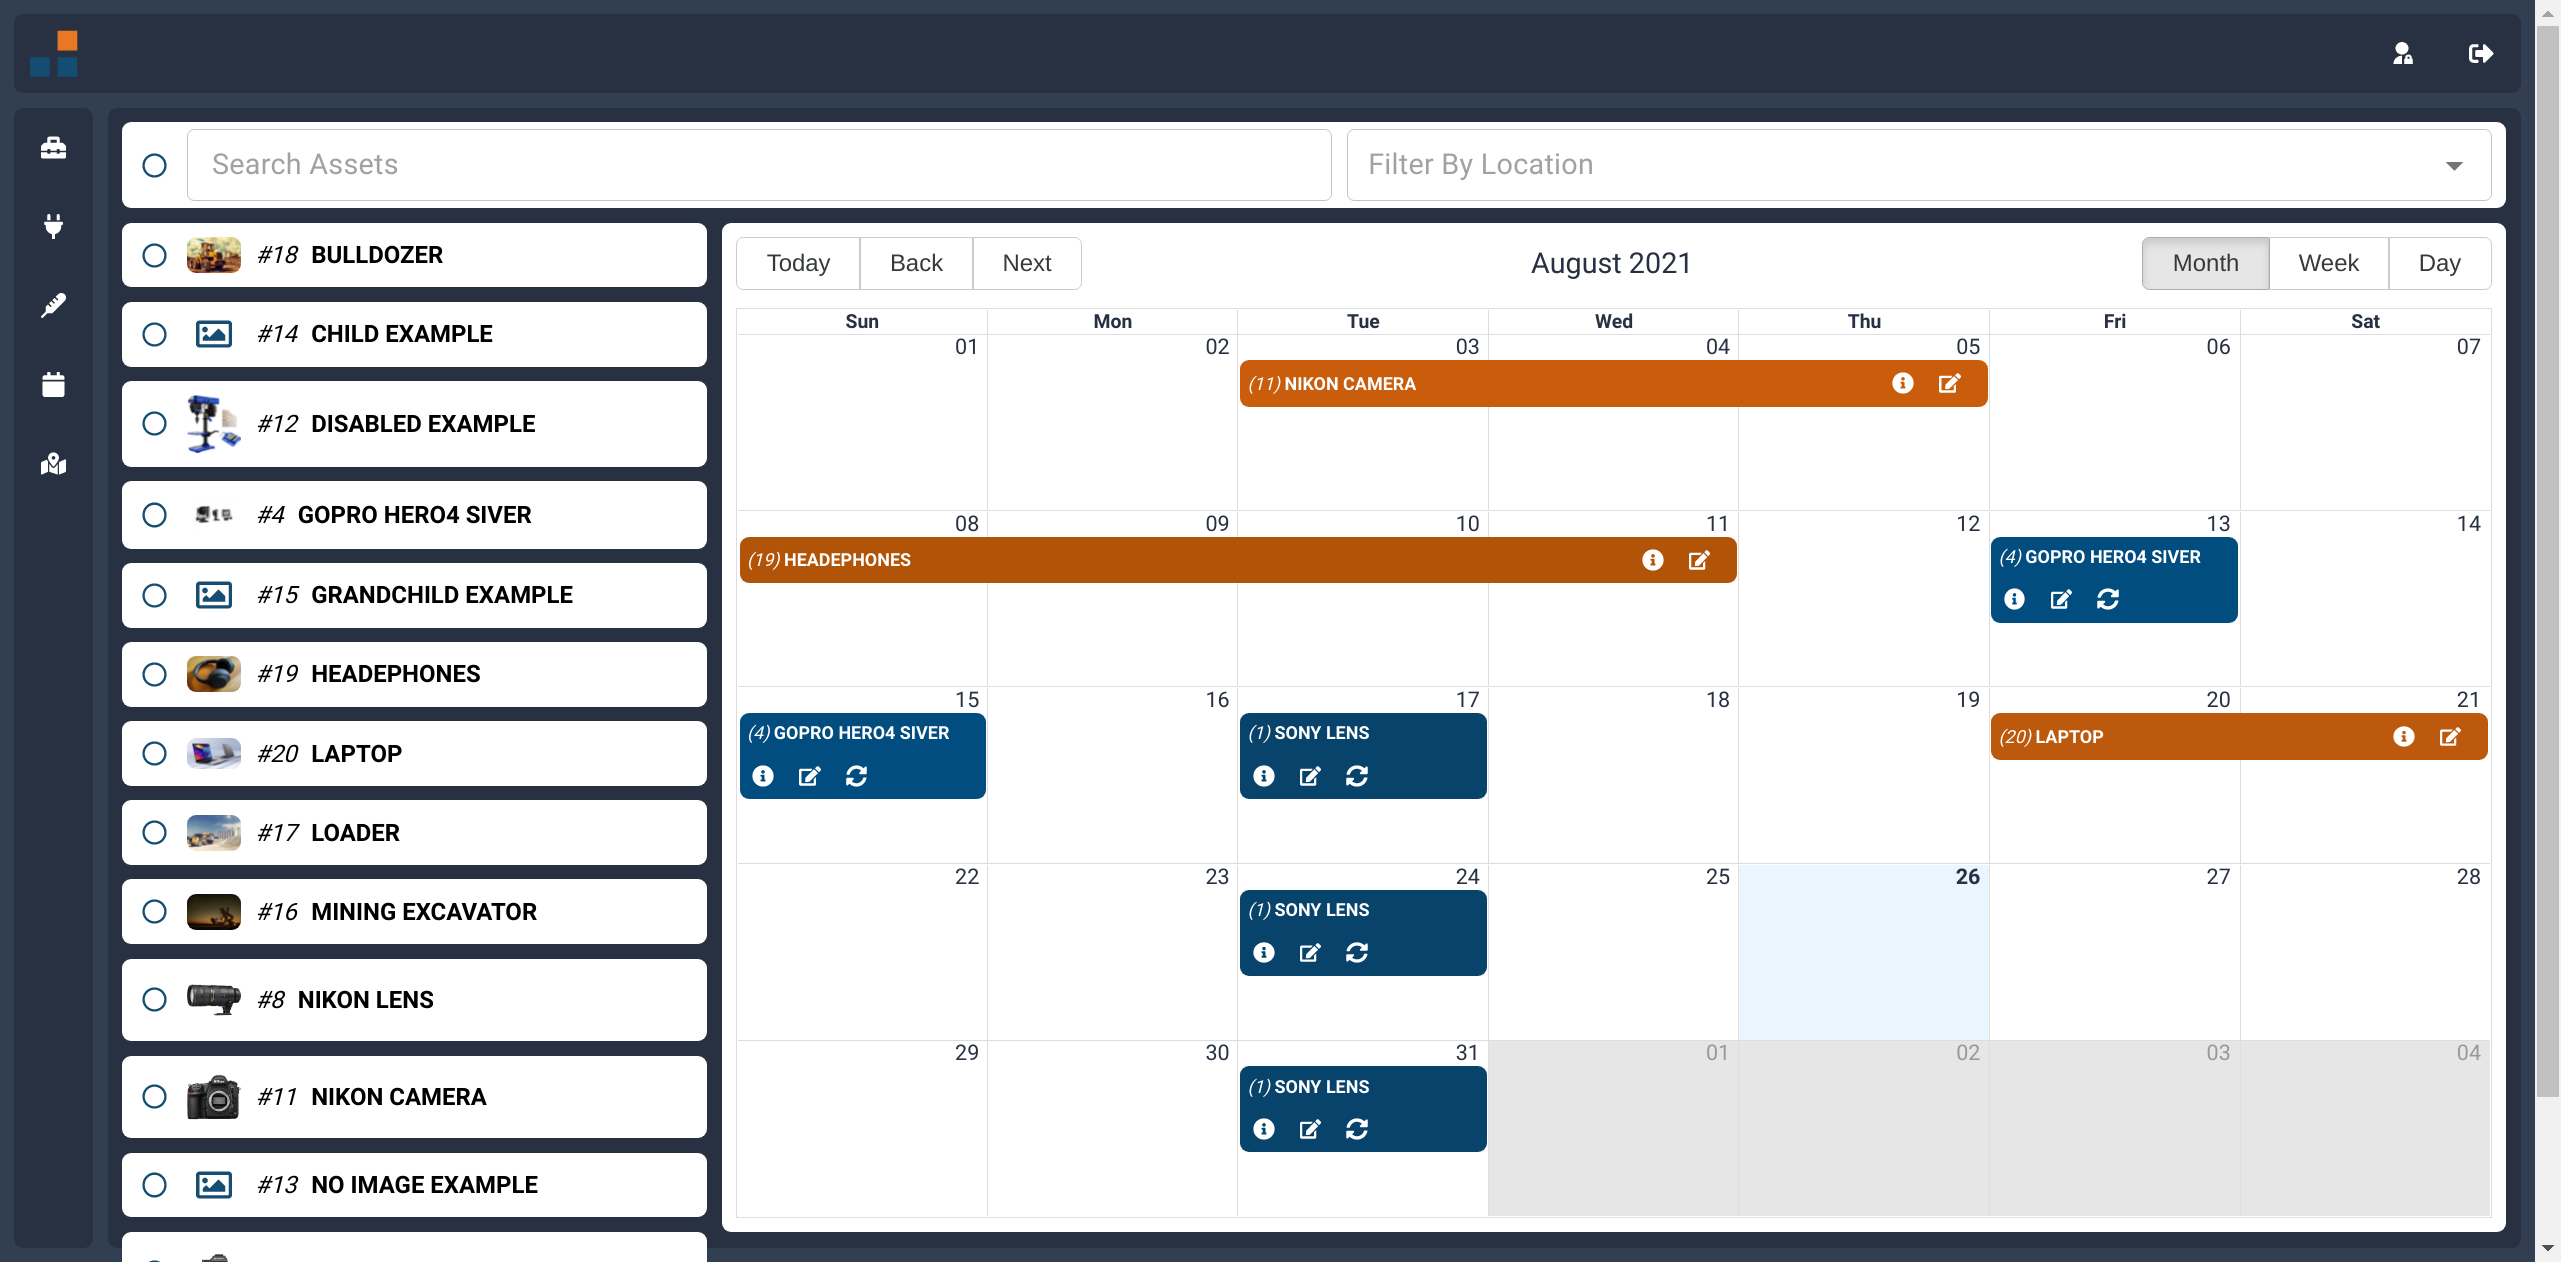 Search Assets
Filter By Location
#18 BULLDOZER
#14 CHILD EXAMPLE
#12 DISABLED EXAMPLE
#4 GOPRO HERO4 SIVER
#15 GRANDCHILD EXAMPLE
#19 HEADEPHONES
#20 LAPTOP
#17 LOADER
#16 MINING EXCAVATOR
#8 NIKON LENS
#11 NIKON CAMERA
#13 NO IMAGE EXAMPLE
Today Back Next
August 2021
Month Week Day
Sun Mon Tue Wed Thu Fri Sat
01 02 03 04 05 06 07
(11) NIKON CAMERA
08 09 10 11 12 13 14
(19) HEADEPHONES
(4) GOPRO HERO4 SIVER
15 16 17 18 19 20 21
(4) GOPRO HERO4 SIVER
(1) SONY LENS
(20) LAPTOP
22 23 24 25 26 27 28
(1) SONY LENS
29 30 31 01 02 03 04
(1) SONY LENS